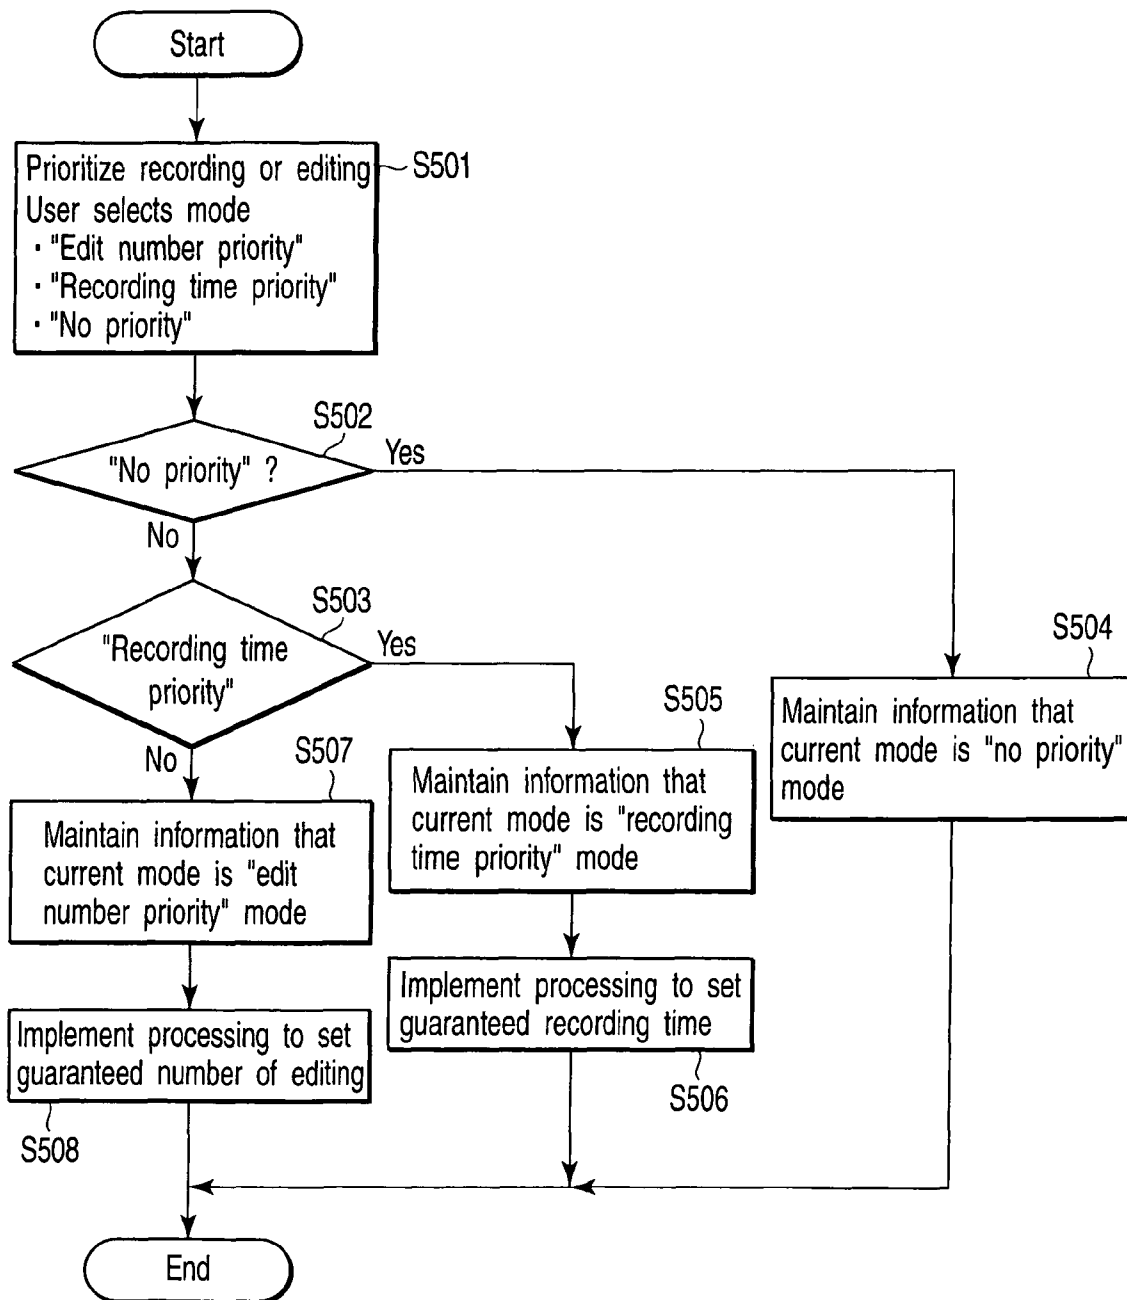 Start
Prioritize recording or editing
S501
User selects mode
・"Edit number priority"
・"Recording time priority"
・"No priority"
S502
"No priority" ?
Yes
No
S503
"Recording time
priority"
Yes
No
S504
Maintain information that
current mode is "no priority"
mode
S505
Maintain information that
current mode is "recording
time priority" mode
S507
Maintain information that
current mode is "edit
number priority" mode
Implement processing to set
guaranteed recording time
S506
Implement processing to set
guaranteed number of editing
S508
End